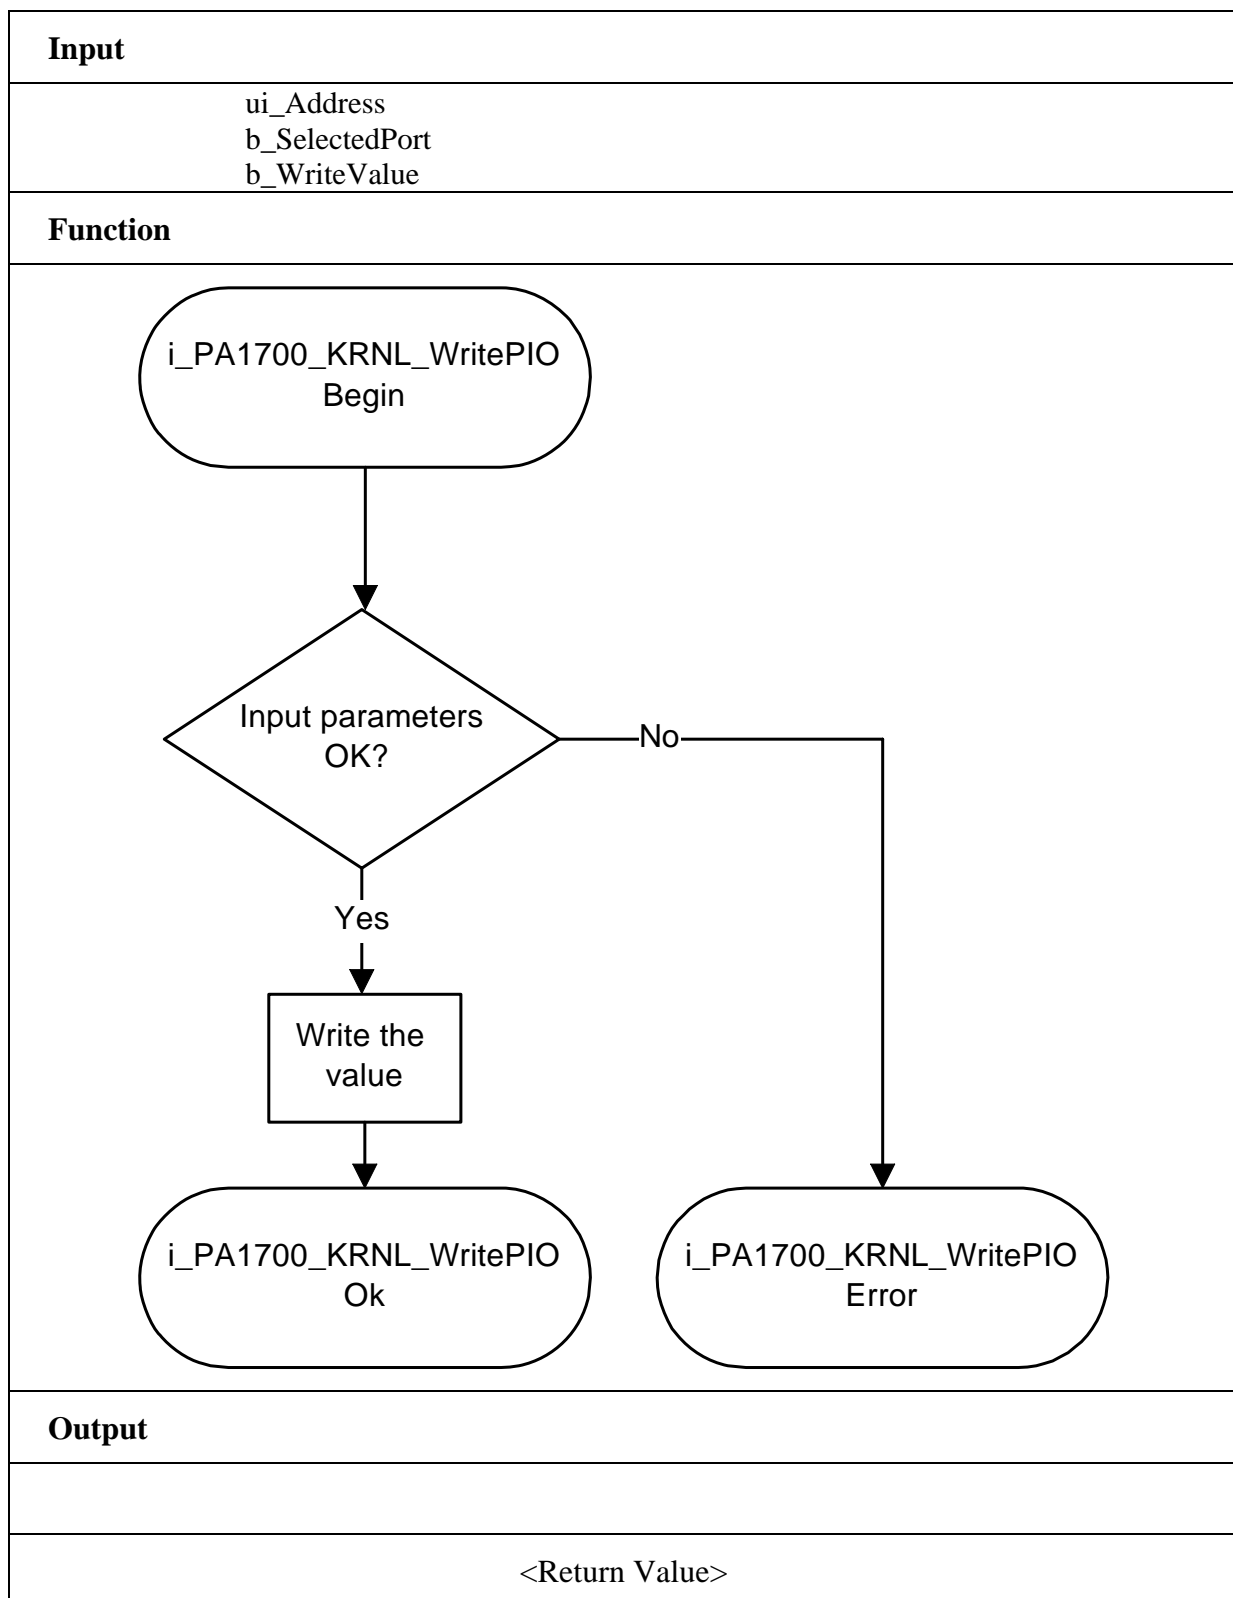 Input
ui_Address
b_SelectedPort
b_WriteValue
Function
i_PA1700_KRNL_WritePIO
Begin
Input parameters
OK?
No
Yes
Write the
value
i_PA1700_KRNL_WritePIO
Ok
i_PA1700_KRNL_WritePIO
Error
Output
<Return Value>